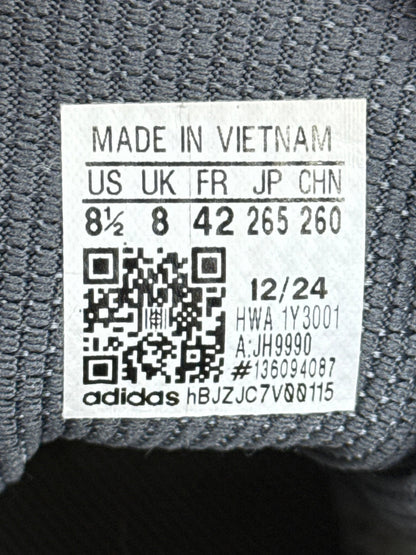 MADE IN VIETNAM
US UK FR JP CHN
8½ 8 42 265 260
12/24
HWA 1Y3001
A:JH9990
#136094087
adidas hBJZJC7V00115